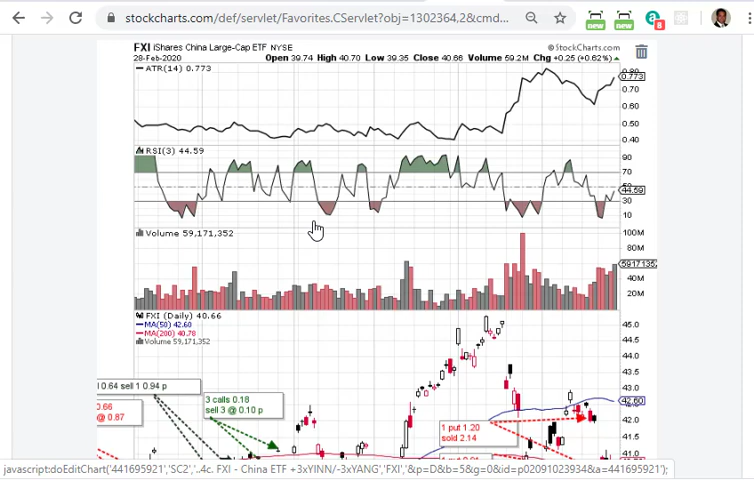 stockcharts.com/def/servlet/Favorites.CServlet?obj=1302364,2&cmd...
new
new
8
FXI iShares China Large-Cap ETF NYSE
© StockCharts.com
28-Feb-2020
Open 39.74 High 40.70 Low 39.35 Close 40.66 Volume 59.2M Chg +0.25 (+0.62%)
ATR(14) 0.773
0.80
0.773
0.70
0.60
0.50
0.40
RSI(3) 44.59
90
70
50
44.59
30
10
Volume 59,171,352
100M
80M
5917135
40M
20M
FXI (Daily) 40.66
MA(50) 42.60
MA(200) 40.78
Volume 59,171,352
45.0
44.5
44.0
43.5
43.0
42.60
42.0
41.5
41.0
0.64 sell 1 0.94 p
0.66
@ 0.87
3 calls 0.18
sell 3 @ 0.10 p
1 put 1.20
sold 2.14
javascript:doEditChart('441695921','SC2','..4c. FXI - China ETF +3xYINN/-3xYANG','FXI','&p=D&b=5&g=0&id=p02091023934&a=441695921');